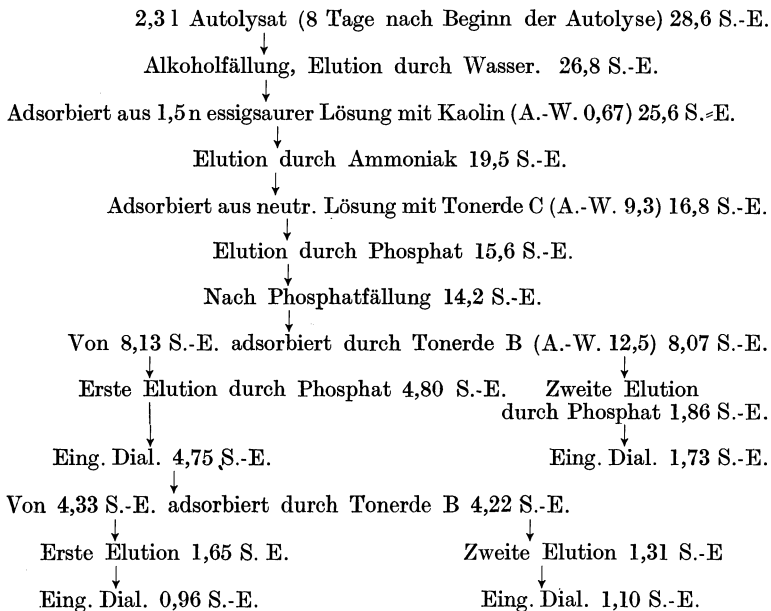 2,3 l Autolysat (8 Tage nach Beginn der Autolyse) 28,6 S.-E.
Alkoholfällung, Elution durch Wasser. 26,8 S.-E.
Adsorbiert aus 1,5 n essigsaurer Lösung mit Kaolin (A.-W. 0,67) 25,6 S.-E.
Elution durch Ammoniak 19,5 S.-E.
Adsorbiert aus neutr. Lösung mit Tonerde C (A.-W. 9,3) 16,8 S.-E.
Elution durch Phosphat 15,6 S.-E.
Nach Phosphatfällung 14,2 S.-E.
Von 8,13 S.-E. adsorbiert durch Tonerde B (A.-W. 12,5) 8,07 S.-E.
Erste Elution durch Phosphat 4,80 S.-E. Zweite Elution
durch Phosphat 1,86 S.-E.
Eing. Dial. 4,75 S.-E. Eing. Dial. 1,73 S.-E.
Von 4,33 S.-E. adsorbiert durch Tonerde B 4,22 S.-E.
Erste Elution 1,65 S. E. Zweite Elution 1,31 S.-E
Eing. Dial. 0,96 S.-E. Eing. Dial. 1,10 S.-E.